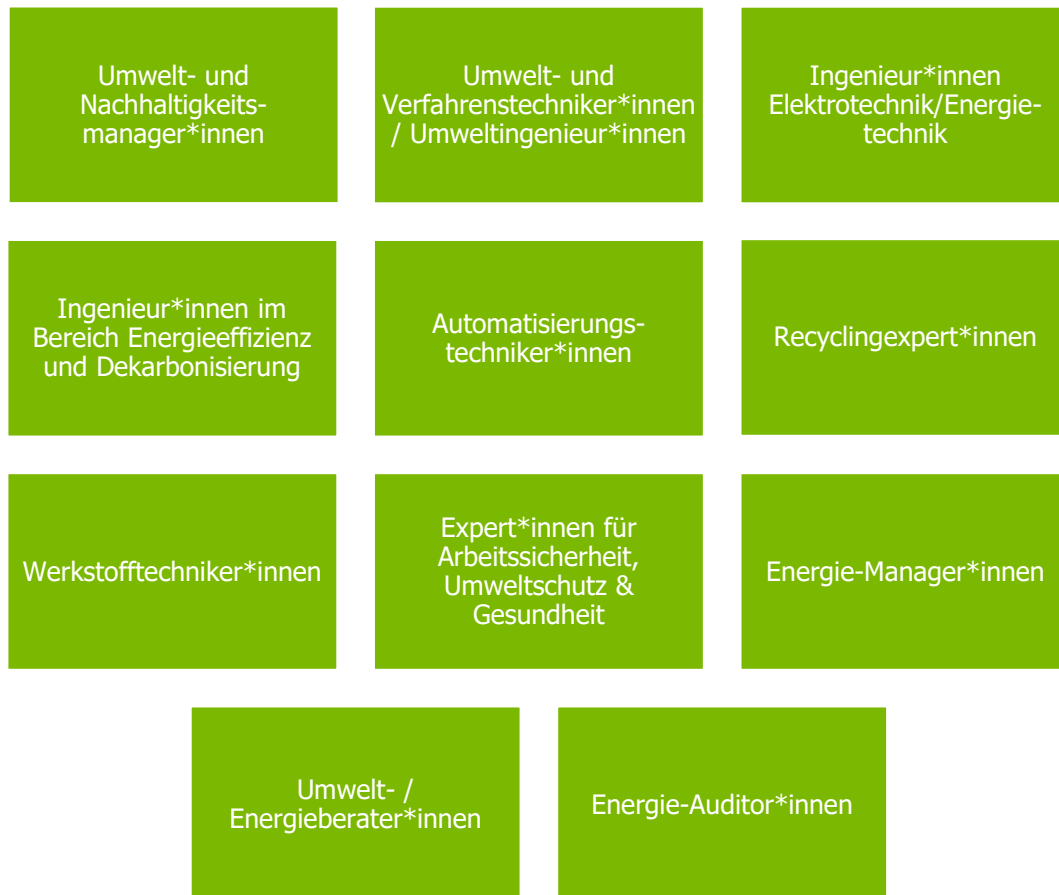 Umwelt- und
Nachhaltigkeits-
manager*innen
Umwelt- und
Verfahrenstechniker*innen
/ Umweltingenieur*innen
Ingenieur*innen
Elektrotechnik/Energie-
technik
Ingenieur*innen im
Bereich Energieeffizienz
und Dekarbonisierung
Automatisierungs-
techniker*innen
Recyclingexpert*innen
Werkstofftechniker*innen
Expert*innen für
Arbeitssicherheit,
Umweltschutz &
Gesundheit
Energie-Manager*innen
Umwelt- /
Energieberater*innen
Energie-Auditor*innen